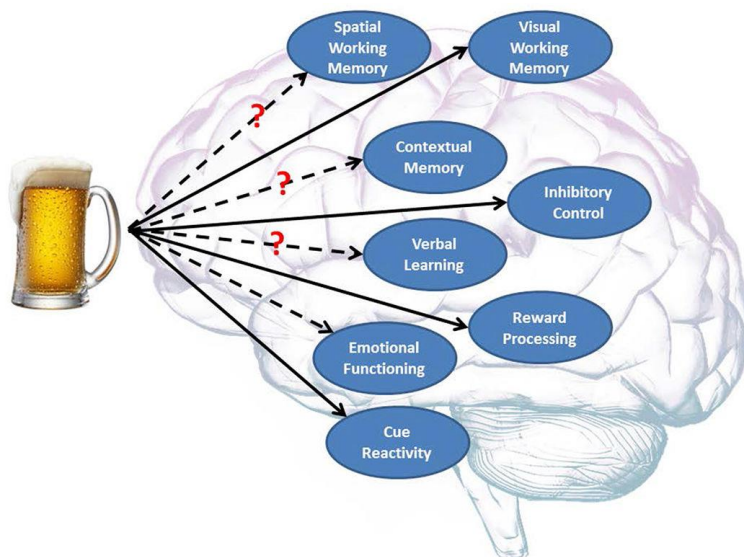 Spatial
Working
Memory
Visual
Working
Memory
?
Contextual
Memory
?
Inhibitory
Control
?
Verbal
Learning
Reward
Processing
Emotional
Functioning
Cue
Reactivity